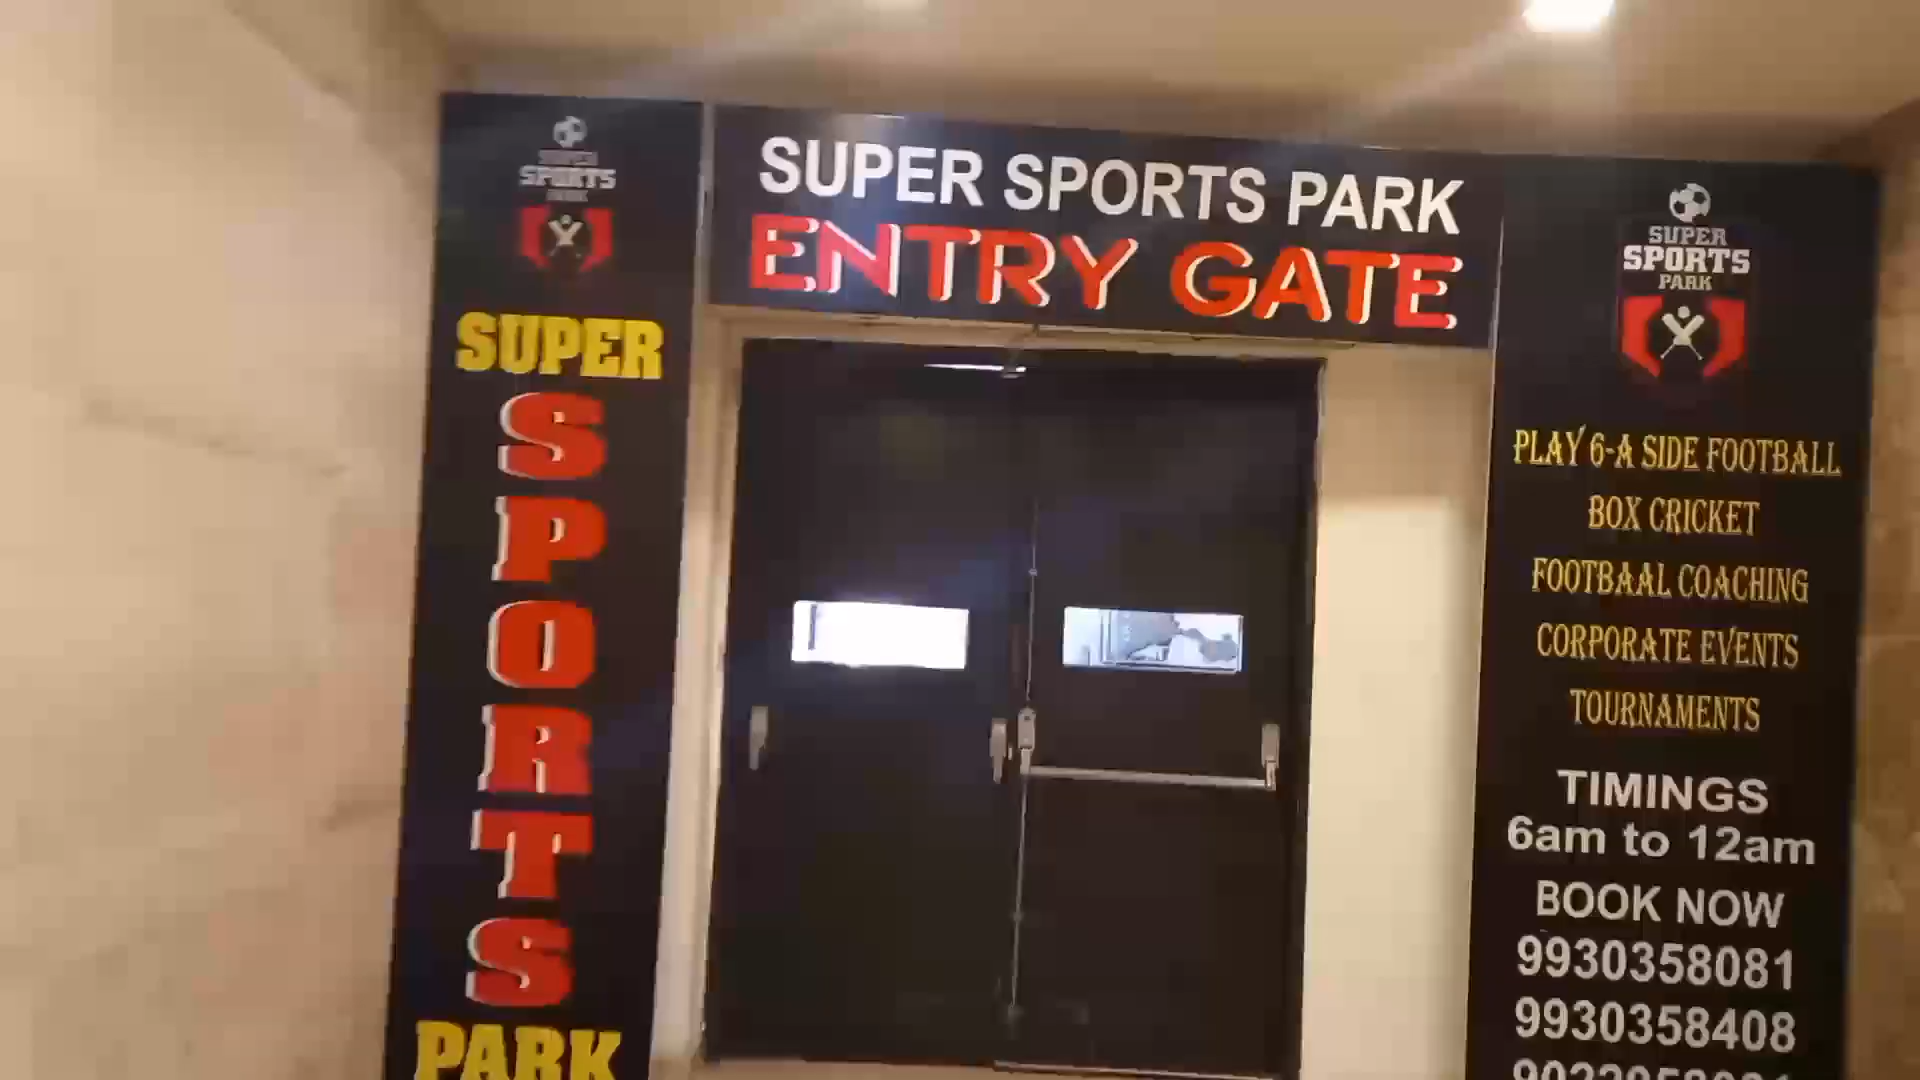 SUPER
SPORTS
PARK
SUPER
SPORTS
PARK
SUPER SPORTS PARK
ENTRY GATE
SUPER
SPORTS
PARK
PLAY 6-A SIDE FOOTBALL
BOX CRICKET
FOOTBAAL COACHING
CORPORATE EVENTS
TOURNAMENTS
TIMINGS
6am to 12am
BOOK NOW
9930358081
9930358408